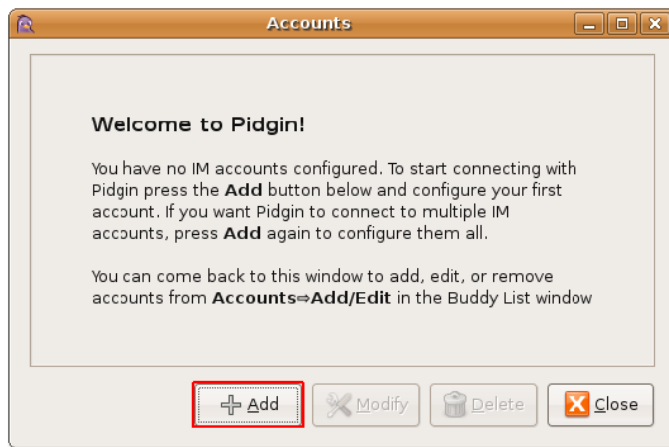 Accounts
Welcome to Pidgin!
You have no IM accounts configured. To start connecting with
Pidgin press the Add button below and configure your first
account. If you want Pidgin to connect to multiple IM
accounts, press Add again to configure them all.
You can come back to this window to add, edit, or remove
accounts from Accounts⇨Add/Edit in the Buddy List window
Add Modify Delete Close